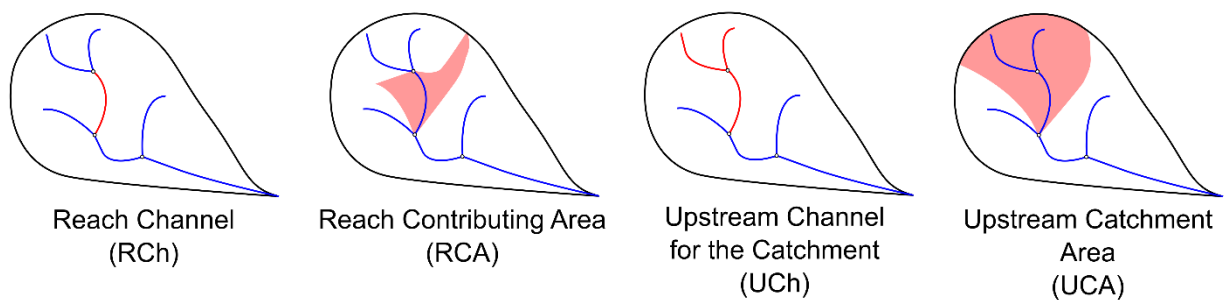 Reach Channel
(RCh)
Reach Contributing Area
(RCA)
Upstream Channel
for the Catchment
(UCh)
Upstream Catchment
Area
(UCA)